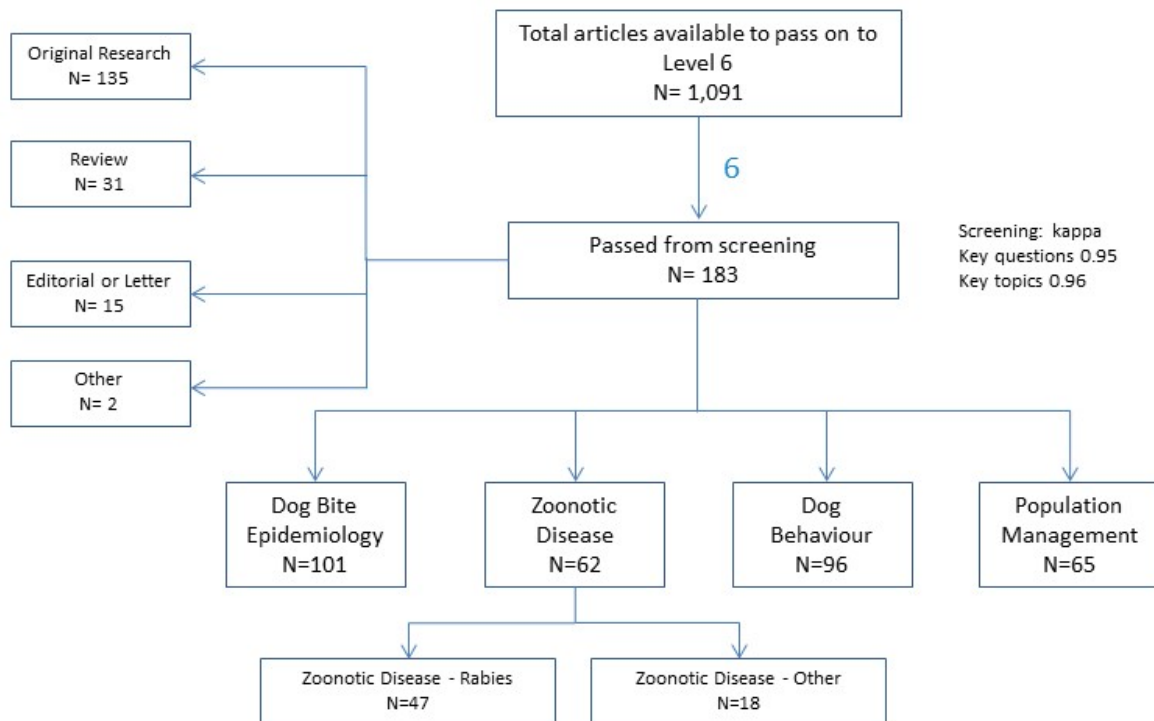 Total articles available to pass on to
Level 6
N= 1,091
Original Research
N= 135
Review
N= 31
6
Passed from screening
N= 183
Screening: kappa
Key questions 0.95
Key topics 0.96
Editorial or Letter
N= 15
Other
N= 2
Dog Bite
Epidemiology
N=101
Zoonotic
Disease
N=62
Dog
Behaviour
N=96
Population
Management
N=65
Zoonotic Disease - Rabies
N=47
Zoonotic Disease - Other
N=18